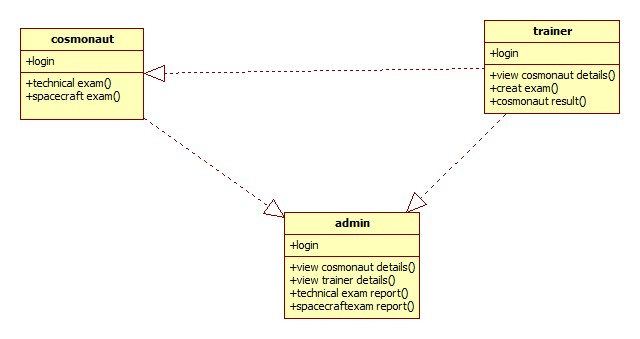 cosmonaut
+login
+technical exam()
+spacecraft exam()
trainer
+login
+view cosmonaut details()
+creat exam()
+cosmonaut result()
admin
+login
+view cosmonaut details()
+view trainer details()
+technical exam report()
+spacecraftexam report()